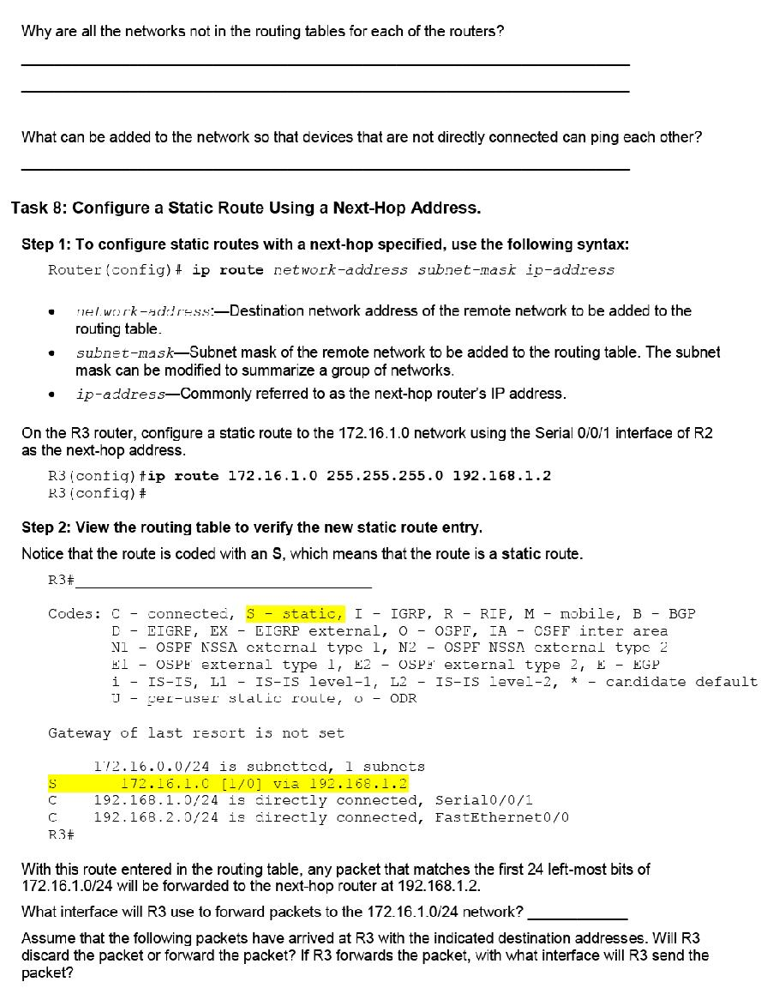 Why are all the networks not in the routing tables for each of the routers?
What can be added to the network so that devices that are not directly connected can ping each other?
Task 8: Configure a Static Route Using a Next-Hop Address.
Step 1: To configure static routes with a next-hop specified, use the following syntax:
Router(config)# ip route network-address subnet-mask ip-address
• network-address:—Destination network address of the remote network to be added to the
routing table.
• subnet-mask—Subnet mask of the remote network to be added to the routing table. The subnet
mask can be modified to summarize a group of networks.
• ip-address—Commonly referred to as the next-hop router's IP address.
On the R3 router, configure a static route to the 172.16.1.0 network using the Serial 0/0/1 interface of R2
as the next-hop address.
R3(config)#ip route 172.16.1.0 255.255.255.0 192.168.1.2
R3(config)#
Step 2: View the routing table to verify the new static route entry.
Notice that the route is coded with an S, which means that the route is a static route.
R3#
Codes: C - connected, S - static, I - IGRP, R - RIP, M - mobile, B - BGP
D - EIGRP, EX - EIGRP external, O - OSPF, IA - OSPF inter area
N1 - OSPF NSSA external type 1, N2 - OSPF NSSA external type 2
E1 - OSPF external type 1, E2 - OSPF external type 2, E - EGP
i - IS-IS, L1 - IS-IS level-1, L2 - IS-IS level-2, * - candidate default
U - per-user static route, o - ODR
Gateway of last resort is not set
172.16.0.0/24 is subnetted, 1 subnets
S 172.16.1.0 [1/0] via 192.168.1.2
C 192.168.1.0/24 is directly connected, Serial0/0/1
C 192.168.2.0/24 is directly connected, FastEthernet0/0
R3#
With this route entered in the routing table, any packet that matches the first 24 left-most bits of
172.16.1.0/24 will be forwarded to the next-hop router at 192.168.1.2.
What interface will R3 use to forward packets to the 172.16.1.0/24 network?
Assume that the following packets have arrived at R3 with the indicated destination addresses. Will R3
discard the packet or forward the packet? If R3 forwards the packet, with what interface will R3 send the
packet?